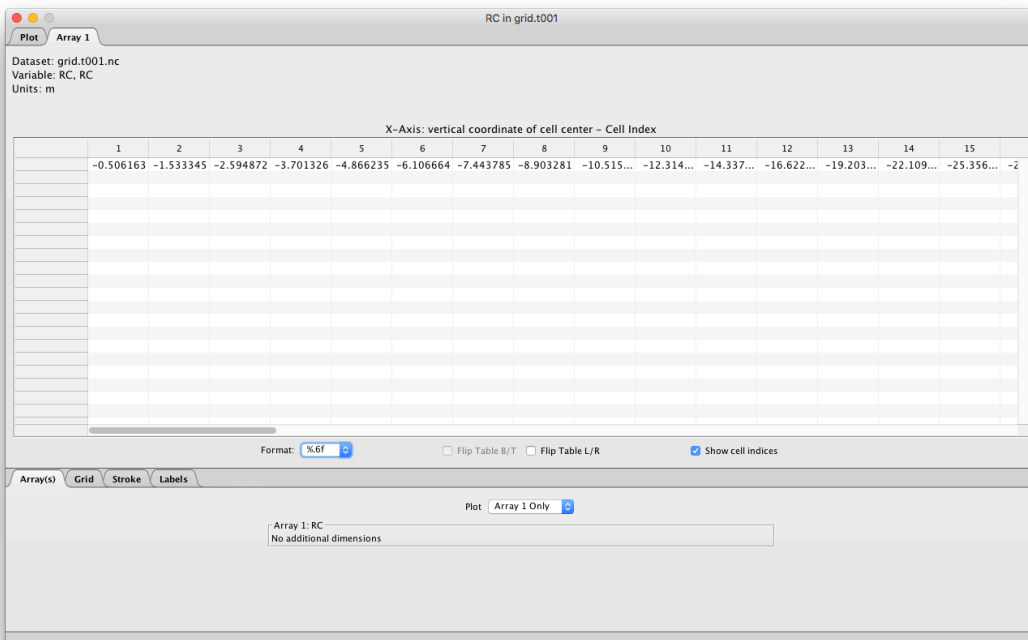 RC in grid.t001
Plot Array 1
Dataset: grid.t001.nc
Variable: RC, RC
Units: m
X-Axis: vertical coordinate of cell center – Cell Index
1 2 3 4 5 6 7 8 9 10 11 12 13 14 15
-0.506163 -1.533345 -2.594872 -3.701326 -4.866235 -6.106664 -7.443785 -8.903281 -10.515... -12.314... -14.337... -16.622... -19.203... -22.109... -25.356... -2
Format: %.6f Flip Table B/T Flip Table L/R Show cell indices
Array(s) Grid Stroke Labels
Plot Array 1 Only
Array 1: RC
No additional dimensions